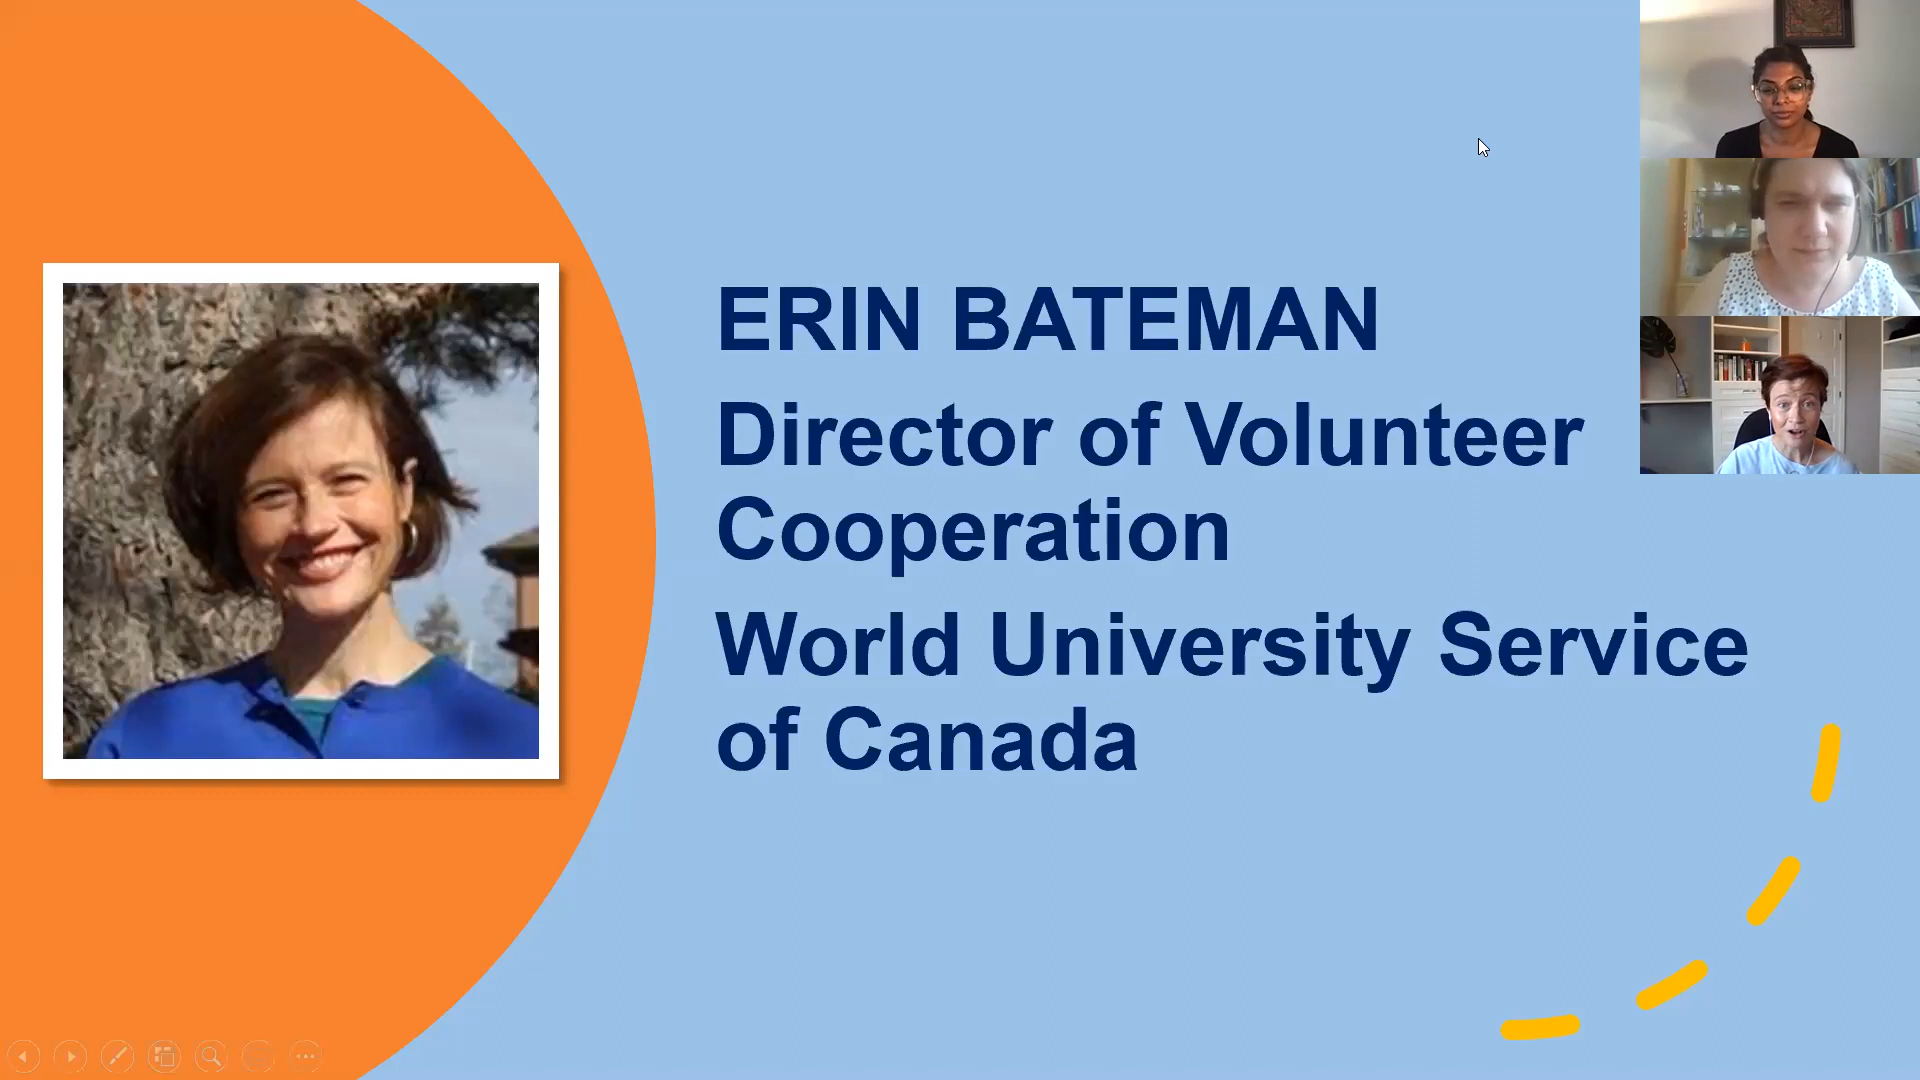 ERIN BATEMAN
Director of Volunteer
Cooperation
World University Service
of Canada